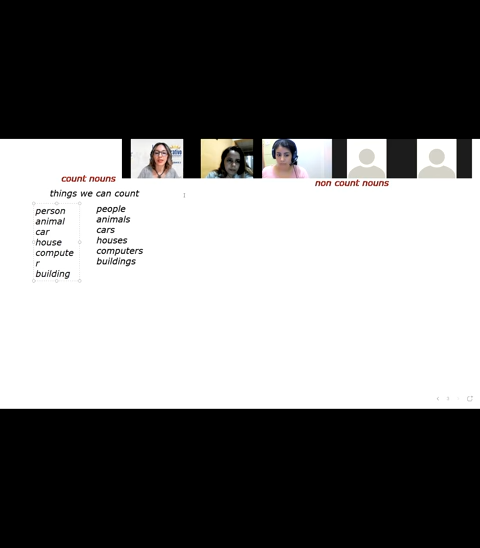 count nouns
non count nouns
things we can count
person
animal
car
house
compute
r
building
people
animals
cars
houses
computers
buildings